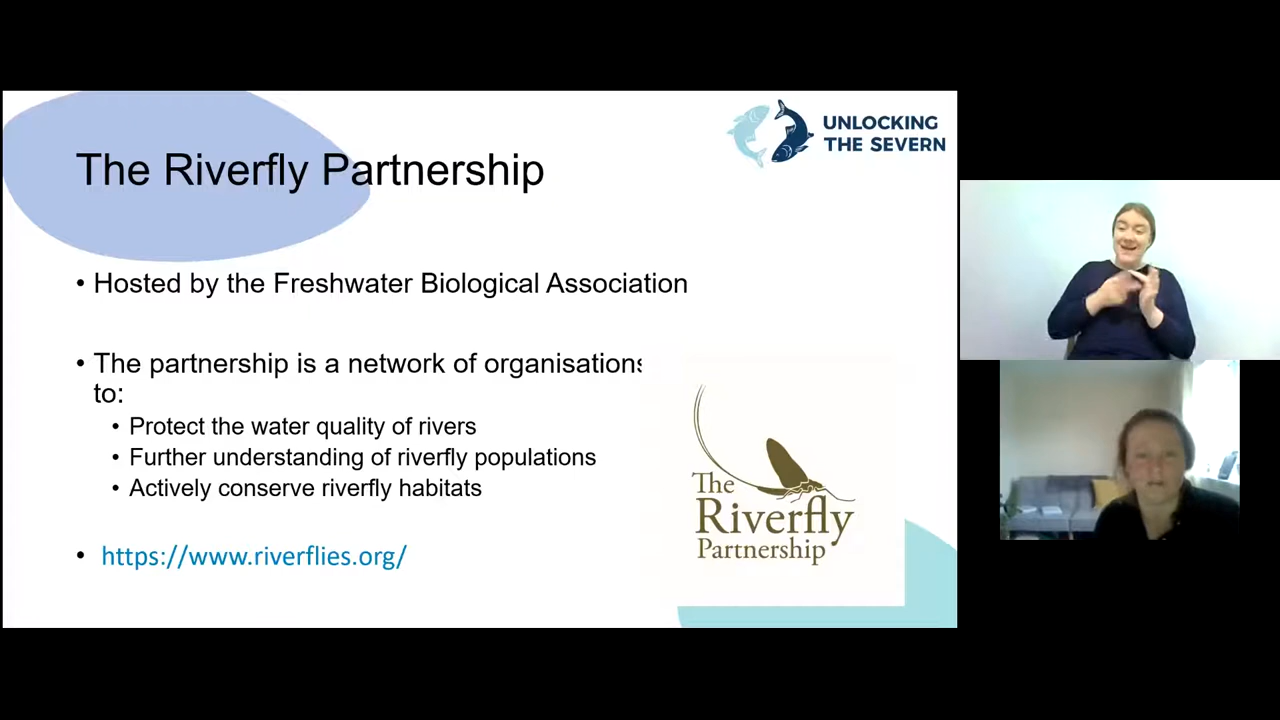 UNLOCKING
THE SEVERN
The Riverfly Partnership
• Hosted by the Freshwater Biological Association
• The partnership is a network of organisations
to:
• Protect the water quality of rivers
• Further understanding of riverfly populations
• Actively conserve riverfly habitats
• https://www.riverflies.org/
The
Riverfly
Partnership